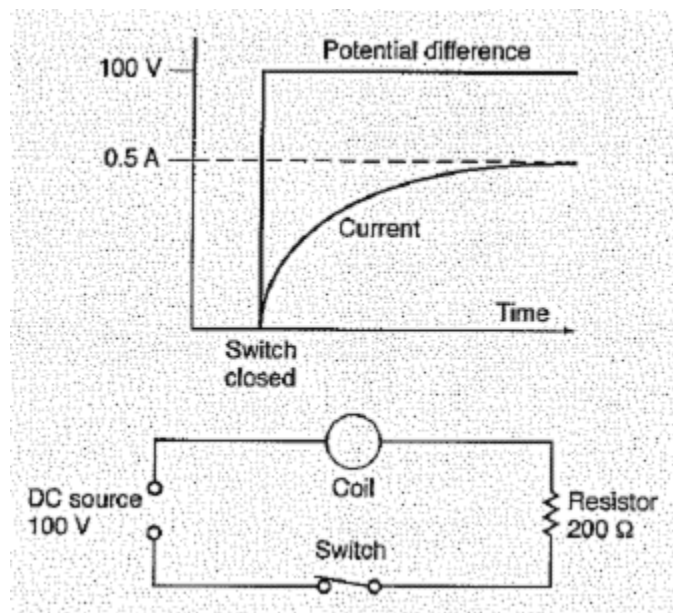 Potential difference
100 V
0.5 A
Current
Time
Switch
closed
DC source
100 V
Coil
Resistor
200 Ω
Switch